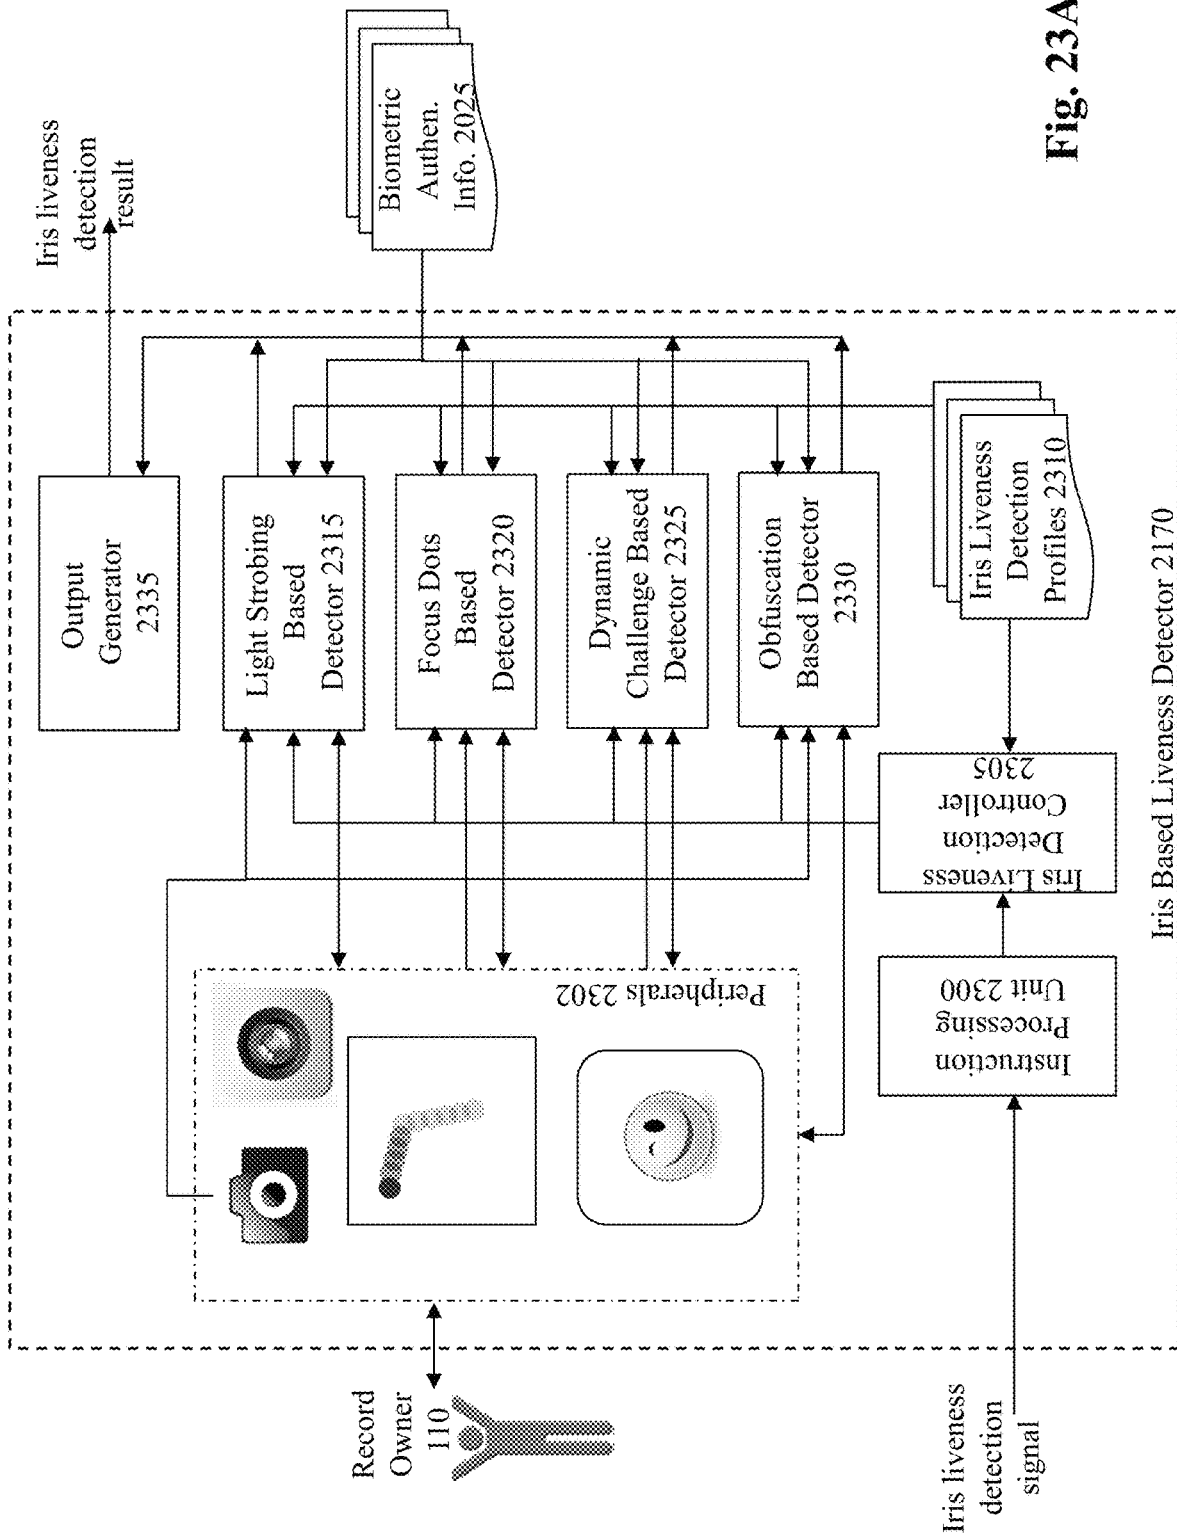 Iris liveness
detection
result
Biometric
Authen.
Info. 2025
Fig. 23A
Output
Generator
2335
Light Strobing
Based
Detector 2315
Focus Dots
Based
Detector 2320
Dynamic
Challenge Based
Detector 2325
Obfuscation
Based Detector
2330
Iris Liveness
Detection
Profiles 2310
Peripherals 2302
Iris Liveness
Detection
Controller
2305
Instruction
Processing
Unit 2300
Record
Owner
110
Iris liveness
detection
signal
Iris Based Liveness Detector 2170